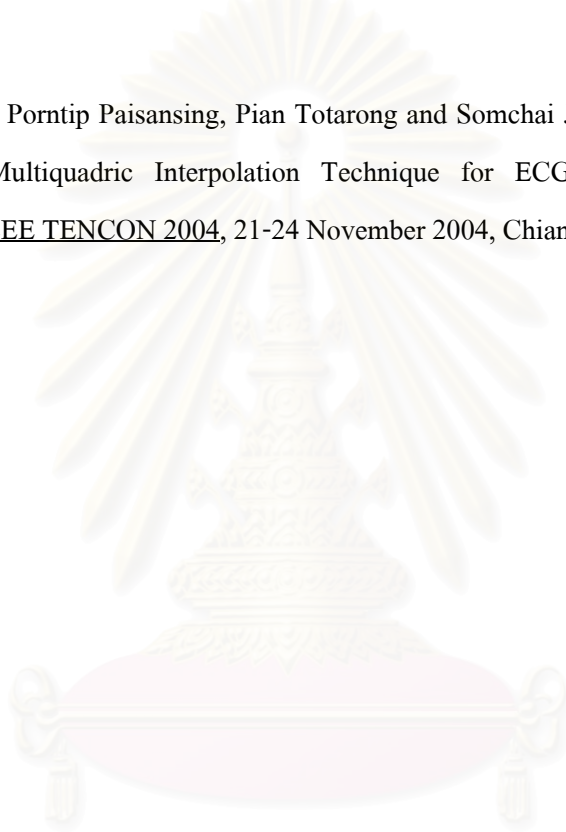 Porntip Paisansing, Pian Totarong and Somchai J
Multiquadric Interpolation Technique for ECG
EE TENCON 2004, 21-24 November 2004, Chian